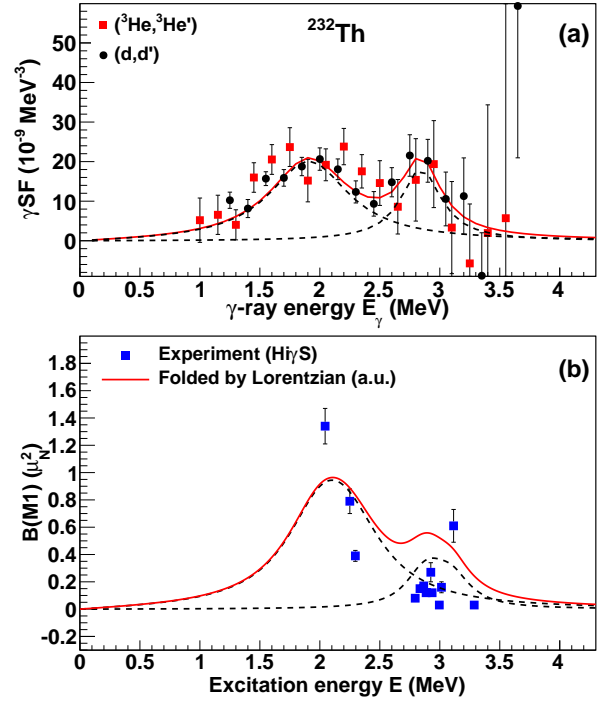 (³He,³He')
(d,d')
²³²Th
(a)
γSF (10⁻⁹ MeV⁻³)
50
40
30
20
10
0
0 0.5 1 1.5 2 2.5 3 3.5 4
γ-ray energy Eγ (MeV)
Experiment (HiγS)
Folded by Lorentzian (a.u.)
(b)
B(M1) (μ²N)
1.8
1.6
1.4
1.2
1
0.8
0.6
0.4
0.2
0
-0.2
0 0.5 1 1.5 2 2.5 3 3.5 4
Excitation energy E (MeV)